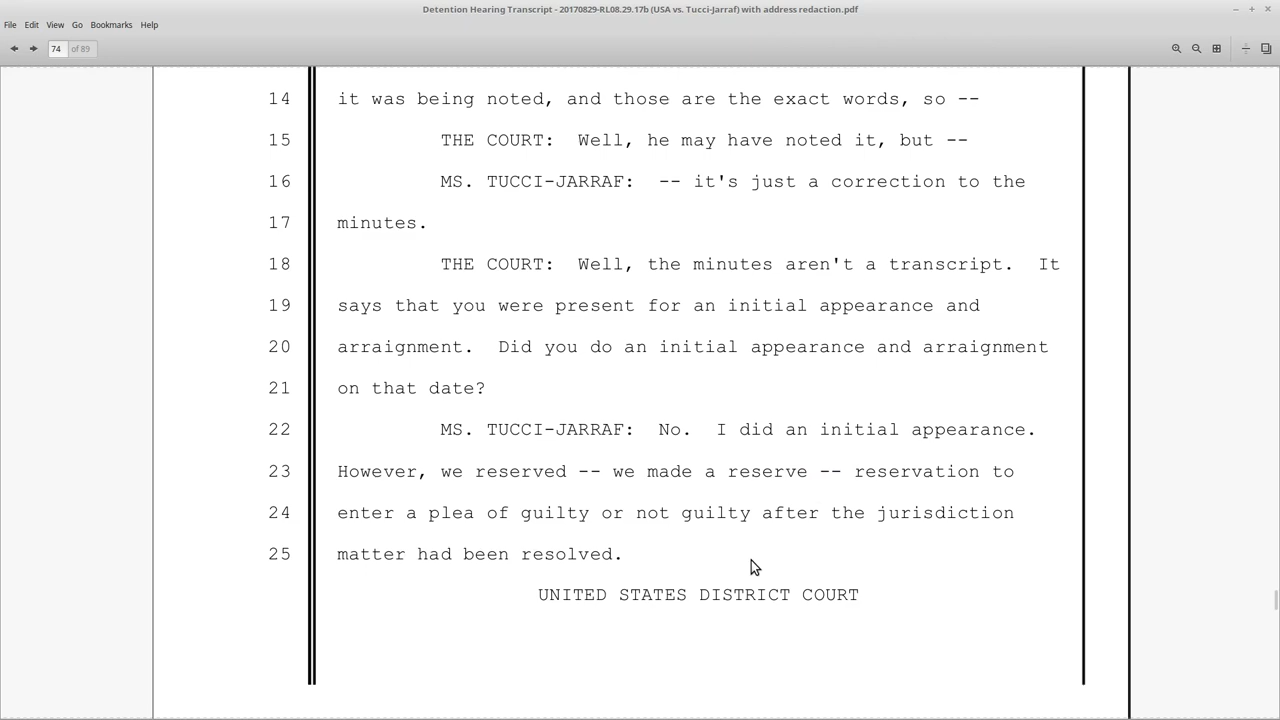 Detention Hearing Transcript - 20170829-RL08.29.17b (USA vs. Tucci-Jarraf) with address redaction.pdf
File Edit View Go Bookmarks Help
74 of 89
14 it was being noted, and those are the exact words, so --
15 THE COURT: Well, he may have noted it, but --
16 MS. TUCCI-JARRAF: -- it's just a correction to the
17 minutes.
18 THE COURT: Well, the minutes aren't a transcript. It
19 says that you were present for an initial appearance and
20 arraignment. Did you do an initial appearance and arraignment
21 on that date?
22 MS. TUCCI-JARRAF: No. I did an initial appearance.
23 However, we reserved -- we made a reserve -- reservation to
24 enter a plea of guilty or not guilty after the jurisdiction
25 matter had been resolved.
UNITED STATES DISTRICT COURT